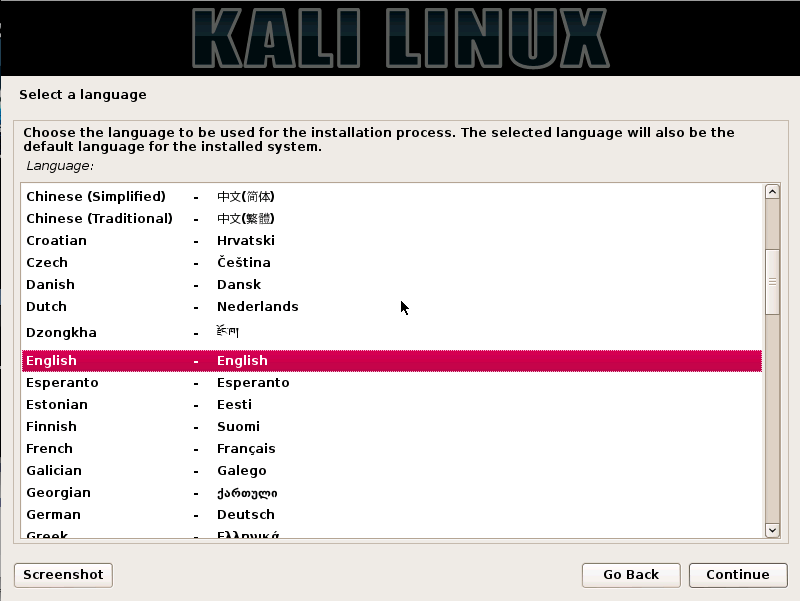 KALI LINUX
Select a language
Choose the language to be used for the installation process. The selected language will also be the
default language for the installed system.
Language:
Chinese (Simplified) - 中文(简体)
Chinese (Traditional) - 中文(繁體)
Croatian - Hrvatski
Czech - Čeština
Danish - Dansk
Dutch - Nederlands
Dzongkha - རྫོང་ཁ།
English - English
Esperanto - Esperanto
Estonian - Eesti
Finnish - Suomi
French - Français
Galician - Galego
Georgian - ქართული
German - Deutsch
Greek - Ελληνικά
Screenshot Go Back Continue